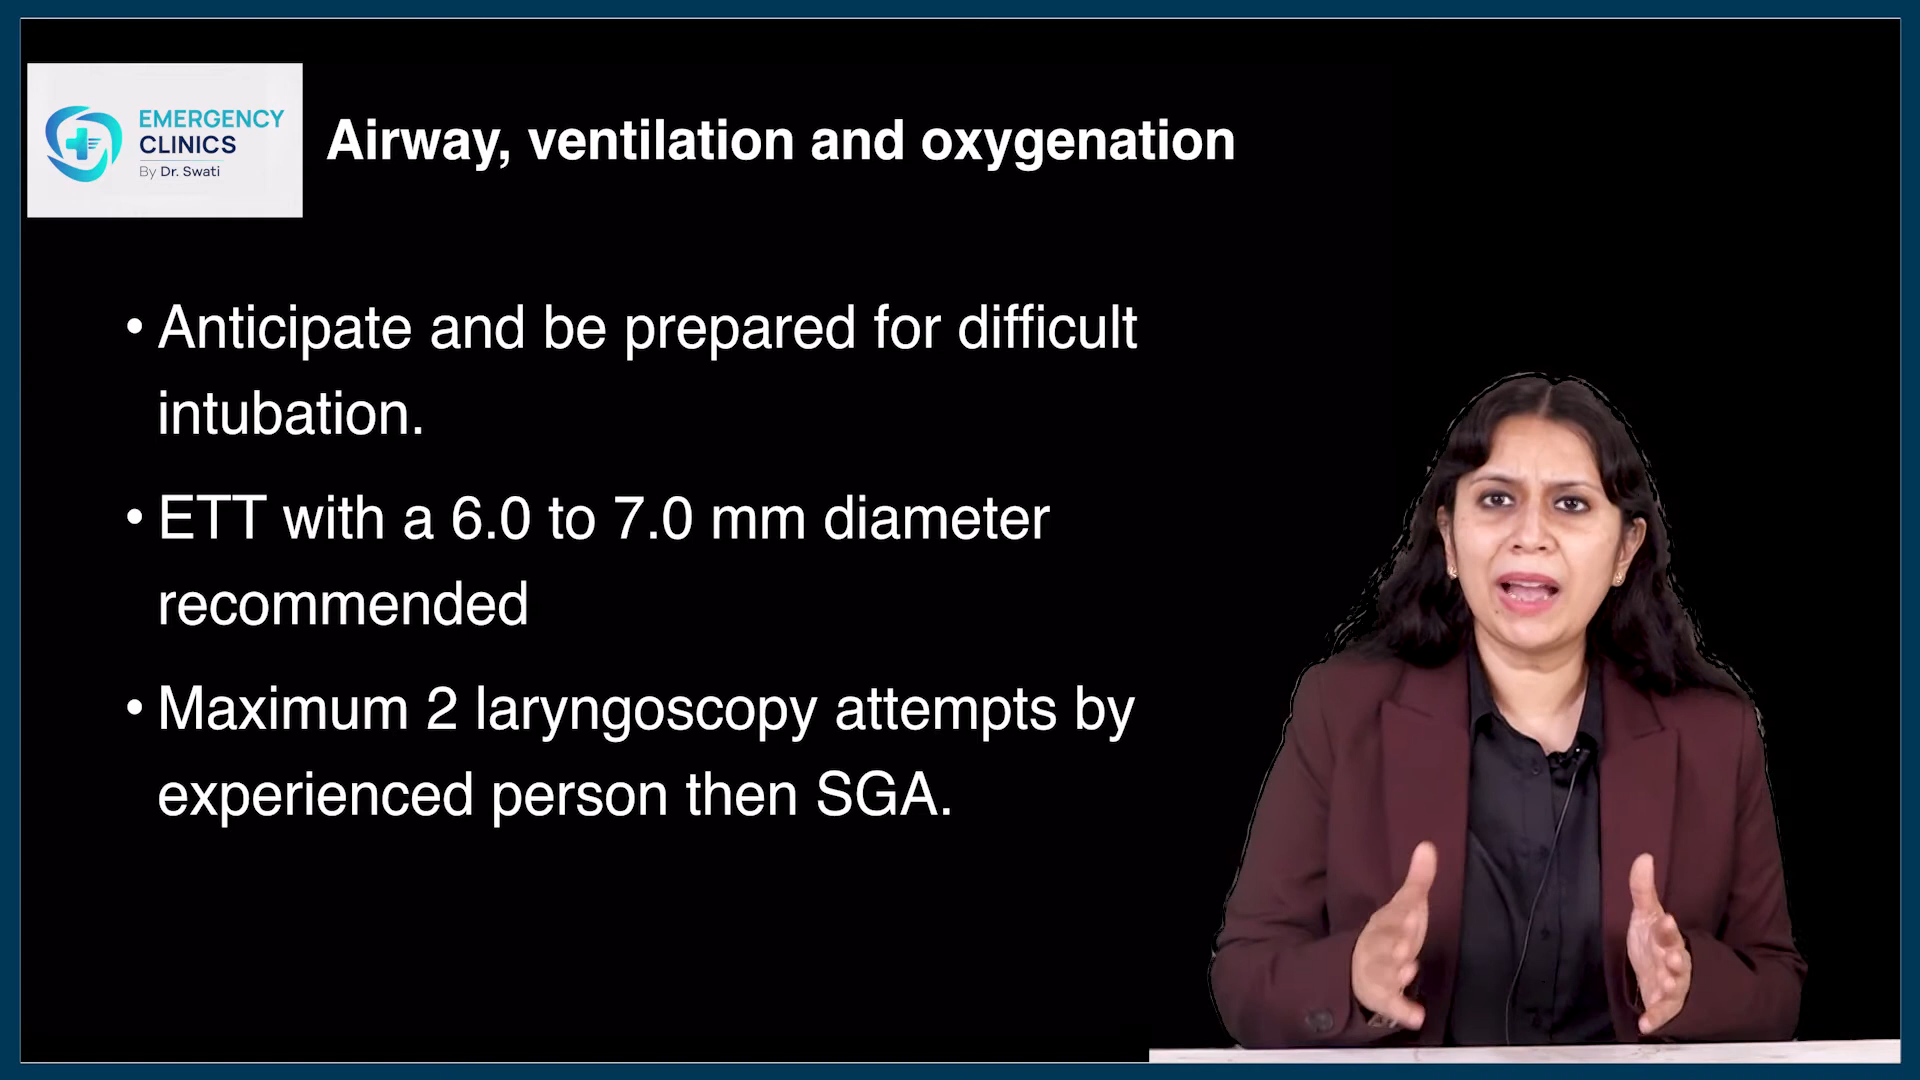 EMERGENCY
CLINICS
By Dr. Swati
Airway, ventilation and oxygenation
• Anticipate and be prepared for difficult
intubation.
• ETT with a 6.0 to 7.0 mm diameter
recommended
• Maximum 2 laryngoscopy attempts by
experienced person then SGA.